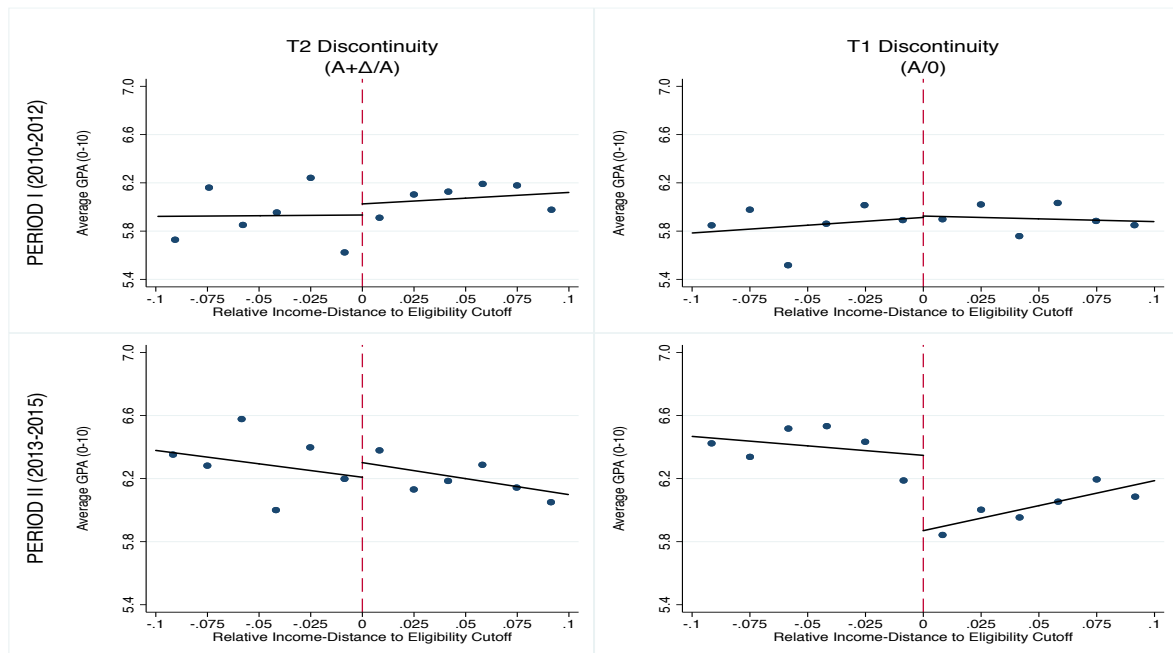 T2 Discontinuity
(A+Δ/A)
T1 Discontinuity
(A/0)
PERIOD I (2010-2012)
Average GPA (0-10)
7.0
6.6
6.2
5.8
5.4
-.1 -.075 -.05 -.025 0 .025 .05 .075 .1
Relative Income-Distance to Eligibility Cutoff
Average GPA (0-10)
7.0
6.6
6.2
5.8
5.4
-.1 -.075 -.05 -.025 0 .025 .05 .075 .1
Relative Income-Distance to Eligibility Cutoff
PERIOD II (2013-2015)
Average GPA (0-10)
7.0
6.6
6.2
5.8
5.4
-.1 -.075 -.05 -.025 0 .025 .05 .075 .1
Relative Income-Distance to Eligibility Cutoff
Average GPA (0-10)
7.0
6.6
6.2
5.8
5.4
-.1 -.075 -.05 -.025 0 .025 .05 .075 .1
Relative Income-Distance to Eligibility Cutoff